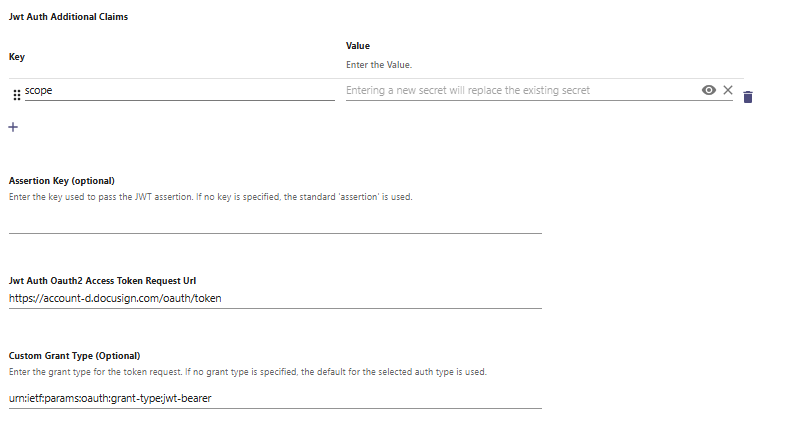 Jwt Auth Additional Claims
Key
Value
Enter the Value.
scope
Entering a new secret will replace the existing secret
Assertion Key (optional)
Enter the key used to pass the JWT assertion. If no key is specified, the standard 'assertion' is used.
Jwt Auth Oauth2 Access Token Request Url
https://account-d.docusign.com/oauth/token
Custom Grant Type (Optional)
Enter the grant type for the token request. If no grant type is specified, the default for the selected auth type is used.
urn:ietf:params:oauth:grant-type:jwt-bearer